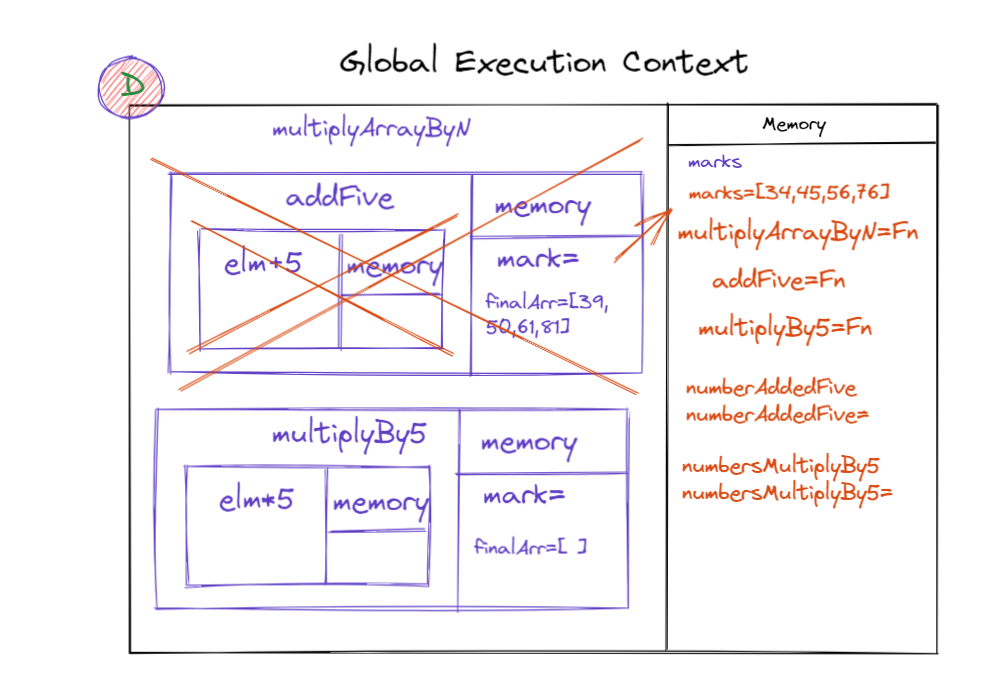 Global Execution Context
D
multiplyArrayByN
addFive
elm+5
memory
memory
mark=
finalArr=[39,
50,61,81]
multiplyBy5
elm*5
memory
memory
mark=
finalArr=[ ]
Memory
marks
marks=[34,45,56,76]
multiplyArrayByN=Fn
addFive=Fn
multiplyBy5=Fn
numberAddedFive
numberAddedFive=
numbersMultiplyBy5
numbersMultiplyBy5=